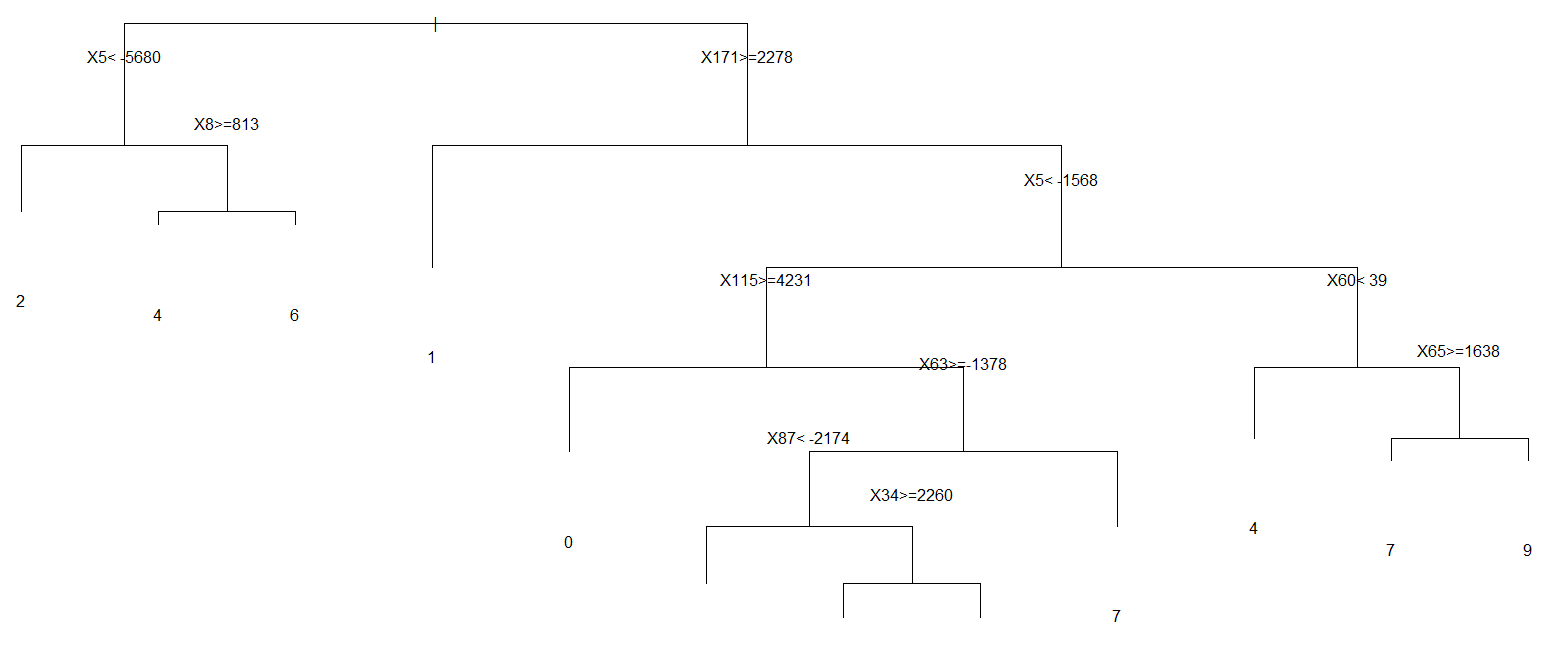 X5< -5680
X171>=2278
X8>=813
X5< -1568
X115>=4231
X60< 39
2
4
6
1
X63>=-1378
X65>=1638
X87< -2174
X34>=2260
0
4
7
9
7